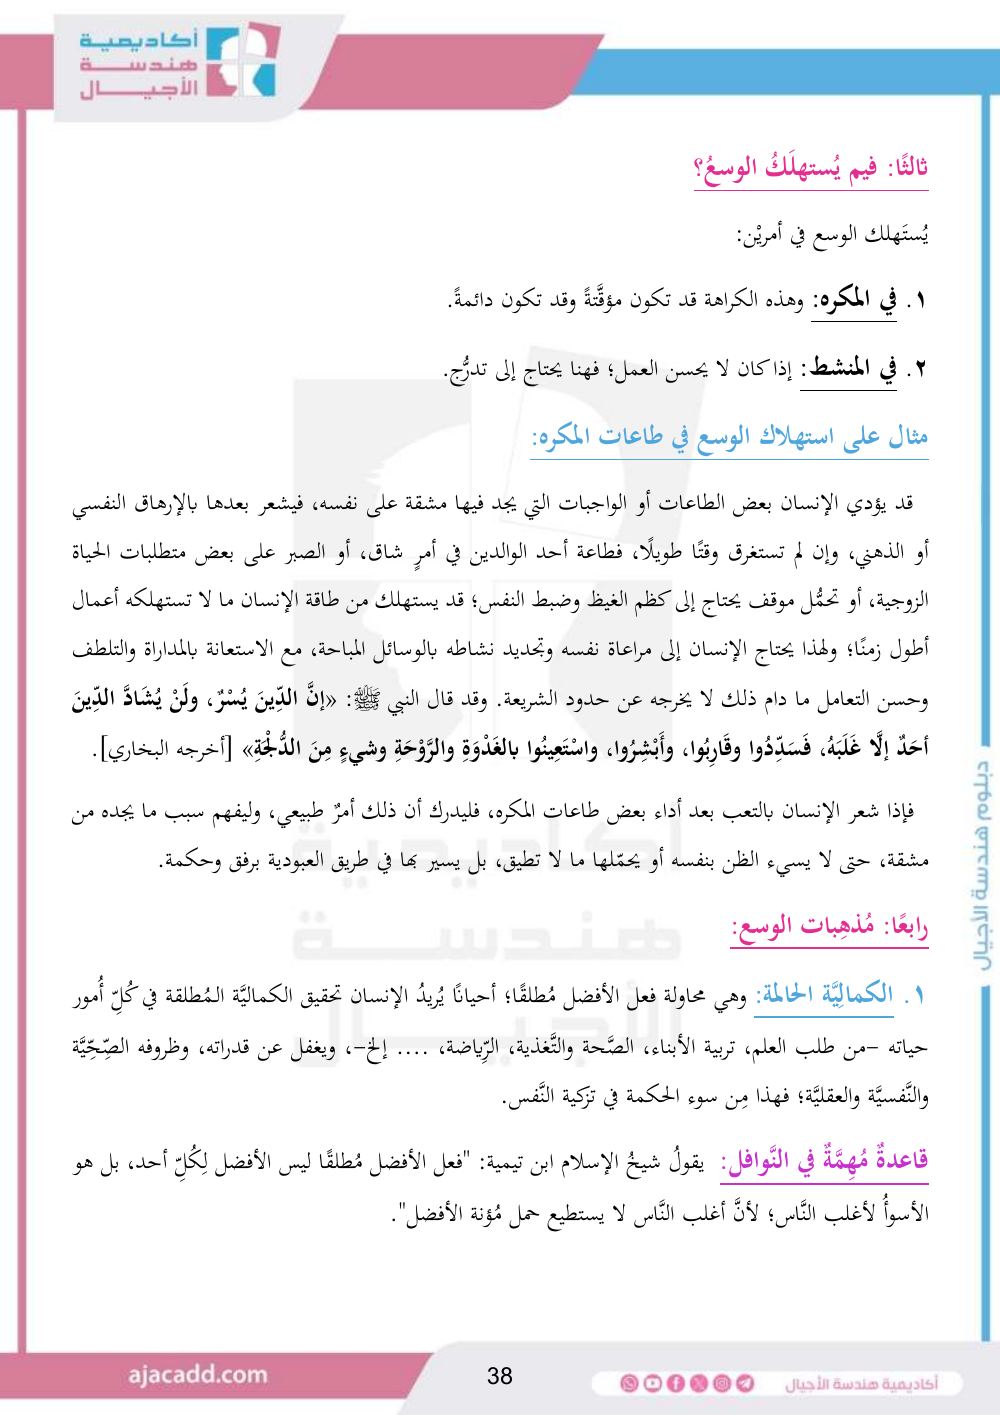 أكاديمية
هندسة
الأجيال
ثالثًا: فيم يُستهلَكُ الوسعُ؟
يُستَهلك الوسع في أمريْن:
١. في المكره: وهذه الكراهة قد تكون مؤقَّتةً وقد تكون دائمةً.
٢. في المنشط: إذا كان لا يحسن العمل؛ فهنا يحتاج إلى تدرُّج.
مثال على استهلاك الوسع في طاعات المكره:
قد يؤدي الإنسان بعض الطاعات أو الواجبات التي يجد فيها مشقة على نفسه، فيشعر بعدها بالإرهاق النفسي
أو الذهني، وإن لم تستغرق وقتًا طويلًا، فطاعة أحد الوالدين في أمرٍ شاق، أو الصبر على بعض متطلبات الحياة
الزوجية، أو تحمُّل موقف يحتاج إلى كظم الغيظ وضبط النفس؛ قد يستهلك من طاقة الإنسان ما لا تستهلكه أعمال
أطول زمنًا؛ ولهذا يحتاج الإنسان إلى مراعاة نفسه وتجديد نشاطه بالوسائل المباحة، مع الاستعانة بالمداراة والتلطف
وحسن التعامل ما دام ذلك لا يخرجه عن حدود الشريعة. وقد قال النبي ﷺ: «إنَّ الدِّينَ يُسْرٌ، ولَنْ يُشَادَّ الدِّينَ
أحَدٌ إلَّا غَلَبَهُ، فَسَدِّدُوا وقَارِبُوا، وأَبْشِرُوا، واسْتَعِينُوا بالغَدْوَةِ والرَّوْحَةِ وشيءٍ مِنَ الدُّلْجَةِ» [أخرجه البخاري].
فإذا شعر الإنسان بالتعب بعد أداء بعض طاعات المكره، فليدرك أن ذلك أمرٌ طبيعي، وليفهم سبب ما يجده من
مشقة، حتى لا يسيء الظن بنفسه أو يحمّلها ما لا تطيق، بل يسير بها في طريق العبودية برفق وحكمة.
رابعًا: مُذهِبات الوسع:
١. الكمالِيَّة الحالمة: وهي محاولة فعل الأفضل مُطلقًا؛ أحيانًا يُريدُ الإنسان تحقيق الكماليَّة المُطلقة في كُلِّ أُمور
حياته –من طلب العلم، تربية الأبناء، الصَّحة والتَّغذية، الرِّياضة، .... إلخ–، ويغفل عن قدراته، وظروفه الصِّحِّيَّة
والنَّفسيَّة والعقليَّة؛ فهذا مِن سوء الحكمة في تزكية النَّفس.
قاعدةٌ مُهِمَّةٌ في النَّوافل: يقولُ شيخُ الإسلام ابن تيمية: "فعل الأفضل مُطلقًا ليس الأفضل لِكُلِّ أحد، بل هو
الأسوأُ لأغلب النَّاس؛ لأنَّ أغلب النَّاس لا يستطيع حمل مُؤنة الأفضل".
دبلوم هندسة الأجيال
ajacadd.com
38
أكاديمية هندسة الأجيال